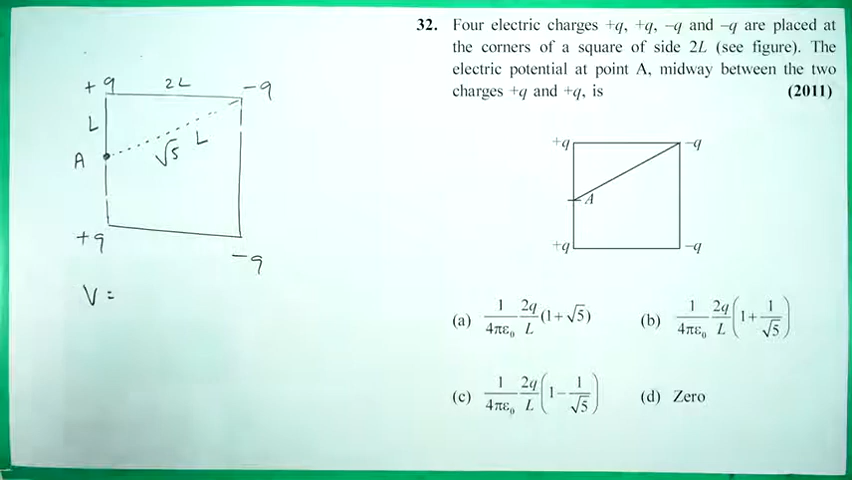 32. Four electric charges +q, +q, –q and –q are placed at
the corners of a square of side 2L (see figure). The
electric potential at point A, midway between the two
charges +q and +q, is (2011)
+q –q
A
+q –q
(a) 1/4πε₀ 2q/L (1+√5) (b) 1/4πε₀ 2q/L (1+1/√5)
(c) 1/4πε₀ 2q/L (1−1/√5) (d) Zero
+q 2L -q
L
A √5 L
+q -q
V =